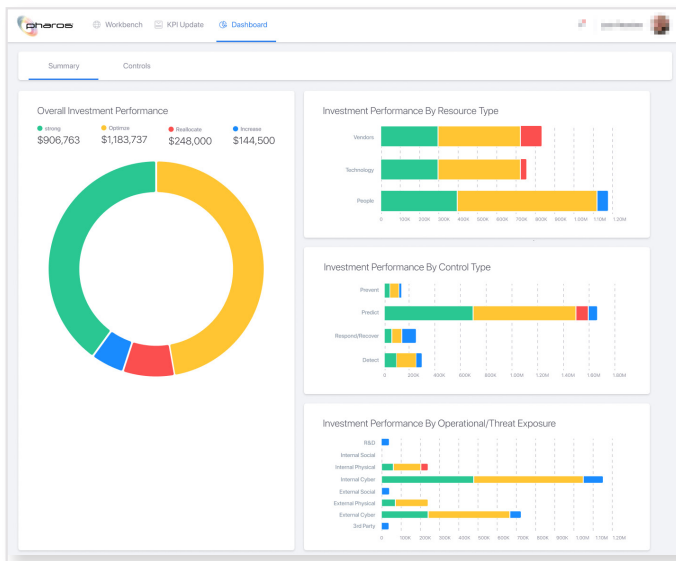 pharos Workbench KPI Update Dashboard
Summary Controls
Overall Investment Performance
strong Optimize Reallocate Increase
$906,763 $1,183,737 $248,000 $144,500
Investment Performance By Resource Type
Vendors
Technology
People
0 100K 200K 300K 400K 500K 600K 700K 800K 800K 1.00M 1.10M 1.20M
Investment Performance By Control Type
Prevent
Predict
Respond/Recover
Detect
0 200K 400K 600K 800K 1.00M 1.20M 1.40M 1.60M 1.80M
Investment Performance By Operational/Threat Exposure
R&D
Internal Social
Internal Physical
Internal Cyber
External Social
External Physical
External Cyber
3rd Party
0 100K 200K 300K 400K 500K 600K 700K 800K 900K 1.00M 1.10M 1.20M